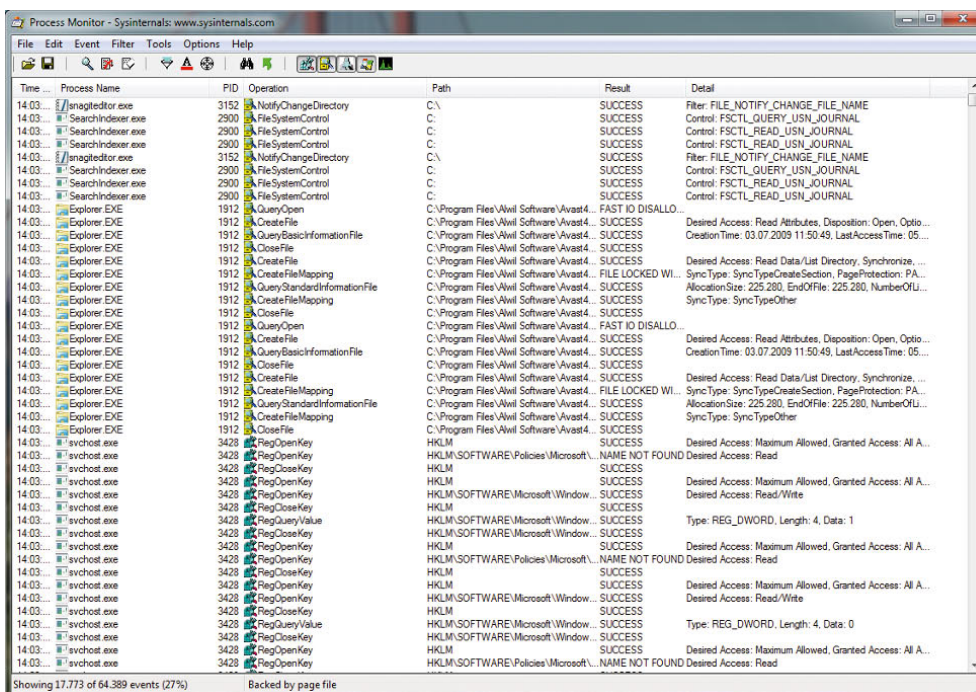 Process Monitor - Sysinternals: www.sysinternals.com
File Edit Event Filter Tools Options Help
Time ... Process Name PID Operation Path Result Detail
14:03:... snagiteditor.exe 3152 NotifyChangeDirectory C:\ SUCCESS Filter: FILE_NOTIFY_CHANGE_FILE_NAME
14:03:... SearchIndexer.exe 2900 FileSystemControl C: SUCCESS Control: FSCTL_QUERY_USN_JOURNAL
14:03:... SearchIndexer.exe 2900 FileSystemControl C: SUCCESS Control: FSCTL_READ_USN_JOURNAL
14:03:... SearchIndexer.exe 2900 FileSystemControl C: SUCCESS Control: FSCTL_READ_USN_JOURNAL
14:03:... snagiteditor.exe 3152 NotifyChangeDirectory C:\ SUCCESS Filter: FILE_NOTIFY_CHANGE_FILE_NAME
14:03:... SearchIndexer.exe 2900 FileSystemControl C: SUCCESS Control: FSCTL_QUERY_USN_JOURNAL
14:03:... SearchIndexer.exe 2900 FileSystemControl C: SUCCESS Control: FSCTL_READ_USN_JOURNAL
14:03:... SearchIndexer.exe 2900 FileSystemControl C: SUCCESS Control: FSCTL_READ_USN_JOURNAL
14:03:... Explorer.EXE 1912 QueryOpen C:\Program Files\Alwil Software\Avast4... FAST IO DISALLO...
14:03:... Explorer.EXE 1912 CreateFile C:\Program Files\Alwil Software\Avast4... SUCCESS Desired Access: Read Attributes, Disposition: Open, Optio...
14:03:... Explorer.EXE 1912 QueryBasicInformationFile C:\Program Files\Alwil Software\Avast4... SUCCESS CreationTime: 03.07.2009 11:50:49, LastAccessTime: 05....
14:03:... Explorer.EXE 1912 CloseFile C:\Program Files\Alwil Software\Avast4... SUCCESS
14:03:... Explorer.EXE 1912 CreateFile C:\Program Files\Alwil Software\Avast4... SUCCESS Desired Access: Read Data/List Directory, Synchronize, ...
14:03:... Explorer.EXE 1912 CreateFileMapping C:\Program Files\Alwil Software\Avast4... FILE LOCKED WI... SyncType: SyncTypeCreateSection, PageProtection: PA...
14:03:... Explorer.EXE 1912 QueryStandardInformationFile C:\Program Files\Alwil Software\Avast4... SUCCESS AllocationSize: 225.280, EndOfFile: 225.280, NumberOfLi...
14:03:... Explorer.EXE 1912 CreateFileMapping C:\Program Files\Alwil Software\Avast4... SUCCESS SyncType: SyncTypeOther
14:03:... Explorer.EXE 1912 CloseFile C:\Program Files\Alwil Software\Avast4... SUCCESS
14:03:... Explorer.EXE 1912 QueryOpen C:\Program Files\Alwil Software\Avast4... FAST IO DISALLO...
14:03:... Explorer.EXE 1912 CreateFile C:\Program Files\Alwil Software\Avast4... SUCCESS Desired Access: Read Attributes, Disposition: Open, Optio...
14:03:... Explorer.EXE 1912 QueryBasicInformationFile C:\Program Files\Alwil Software\Avast4... SUCCESS CreationTime: 03.07.2009 11:50:49, LastAccessTime: 05....
14:03:... Explorer.EXE 1912 CloseFile C:\Program Files\Alwil Software\Avast4... SUCCESS
14:03:... Explorer.EXE 1912 CreateFile C:\Program Files\Alwil Software\Avast4... SUCCESS Desired Access: Read Data/List Directory, Synchronize, ...
14:03:... Explorer.EXE 1912 CreateFileMapping C:\Program Files\Alwil Software\Avast4... FILE LOCKED WI... SyncType: SyncTypeCreateSection, PageProtection: PA...
14:03:... Explorer.EXE 1912 QueryStandardInformationFile C:\Program Files\Alwil Software\Avast4... SUCCESS AllocationSize: 225.280, EndOfFile: 225.280, NumberOfLi...
14:03:... Explorer.EXE 1912 CreateFileMapping C:\Program Files\Alwil Software\Avast4... SUCCESS SyncType: SyncTypeOther
14:03:... Explorer.EXE 1912 CloseFile C:\Program Files\Alwil Software\Avast4... SUCCESS
14:03:... svchost.exe 3428 RegOpenKey HKLM SUCCESS Desired Access: Maximum Allowed, Granted Access: All A...
14:03:... svchost.exe 3428 RegOpenKey HKLM\SOFTWARE\Policies\Microsoft\... NAME NOT FOUND Desired Access: Read
14:03:... svchost.exe 3428 RegCloseKey HKLM SUCCESS
14:03:... svchost.exe 3428 RegOpenKey HKLM SUCCESS Desired Access: Maximum Allowed, Granted Access: All A...
14:03:... svchost.exe 3428 RegOpenKey HKLM\SOFTWARE\Microsoft\Window... SUCCESS Desired Access: Read/Write
14:03:... svchost.exe 3428 RegCloseKey HKLM SUCCESS
14:03:... svchost.exe 3428 RegQueryValue HKLM\SOFTWARE\Microsoft\Window... SUCCESS Type: REG_DWORD, Length: 4, Data: 1
14:03:... svchost.exe 3428 RegCloseKey HKLM\SOFTWARE\Microsoft\Window... SUCCESS
14:03:... svchost.exe 3428 RegOpenKey HKLM SUCCESS Desired Access: Maximum Allowed, Granted Access: All A...
14:03:... svchost.exe 3428 RegOpenKey HKLM\SOFTWARE\Policies\Microsoft\... NAME NOT FOUND Desired Access: Read
14:03:... svchost.exe 3428 RegCloseKey HKLM SUCCESS
14:03:... svchost.exe 3428 RegOpenKey HKLM SUCCESS Desired Access: Maximum Allowed, Granted Access: All A...
14:03:... svchost.exe 3428 RegOpenKey HKLM\SOFTWARE\Microsoft\Window... SUCCESS Desired Access: Read/Write
14:03:... svchost.exe 3428 RegCloseKey HKLM SUCCESS
14:03:... svchost.exe 3428 RegQueryValue HKLM\SOFTWARE\Microsoft\Window... SUCCESS Type: REG_DWORD, Length: 4, Data: 0
14:03:... svchost.exe 3428 RegCloseKey HKLM\SOFTWARE\Microsoft\Window... SUCCESS
14:03:... svchost.exe 3428 RegOpenKey HKLM SUCCESS Desired Access: Maximum Allowed, Granted Access: All A...
14:03:... svchost.exe 3428 RegOpenKey HKLM\SOFTWARE\Policies\Microsoft\... NAME NOT FOUND Desired Access: Read
Showing 17.773 of 64.389 events (27%) Backed by page file